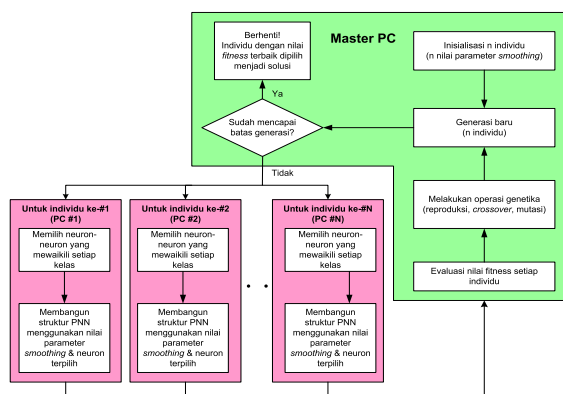 Master PC
Berhenti!
Individu dengan nilai
fitness terbaik dipilih
menjadi solusi
Inisialisasi n individu
(n nilai parameter smoothing)
Ya
Sudah mencapai
batas generasi?
Generasi baru
(n individu)
Tidak
Melakukan operasi genetika
(reproduksi, crossover, mutasi)
Evaluasi nilai fitness setiap
individu
Untuk individu ke-#1
(PC #1)
Memilih neuron-
neuron yang
mewaikili setiap
kelas
Membangun
struktur PNN
menggunakan nilai
parameter
smoothing & neuron
terpilih
Untuk individu ke-#2
(PC #2)
Memilih neuron-
neuron yang
mewaikili setiap
kelas
Membangun
struktur PNN
menggunakan nilai
parameter
smoothing & neuron
terpilih
Untuk individu ke-#N
(PC #N)
Memilih neuron-
neuron yang
mewaikili setiap
kelas
Membangun
struktur PNN
menggunakan nilai
parameter
smoothing & neuron
terpilih